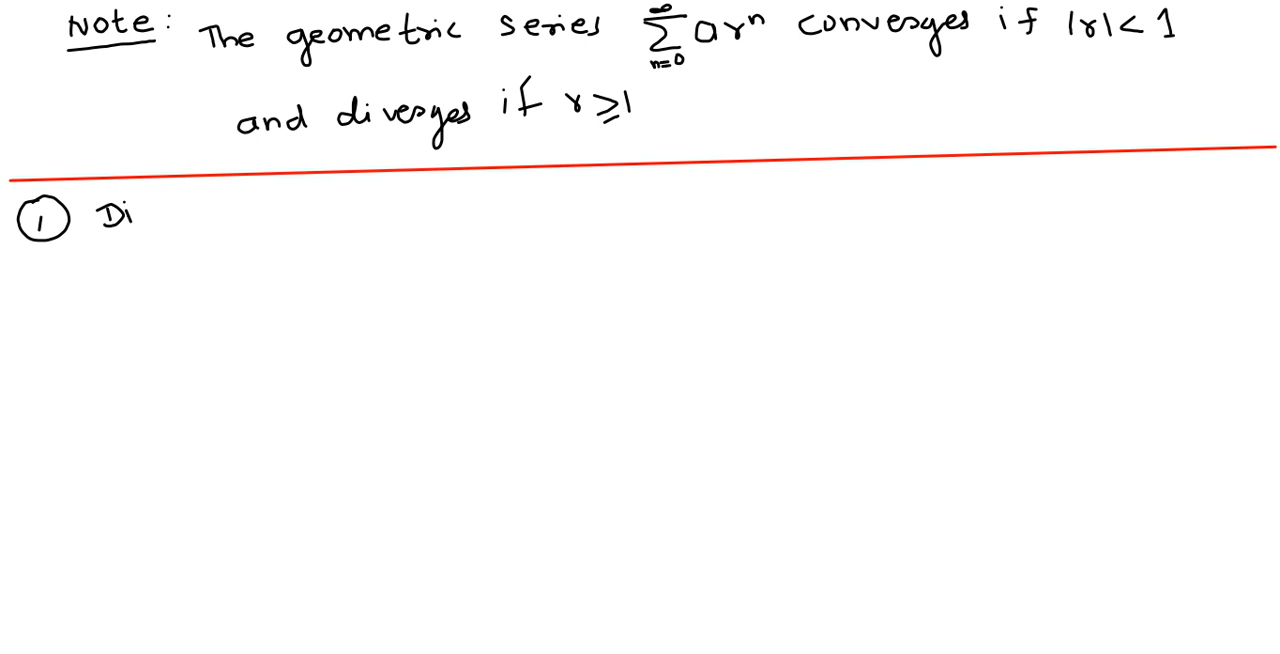 Note: The geometric series ∑_{n=0}^{∞} ar^n converges if |r| < 1
and diverges if r ≥ 1
① Di